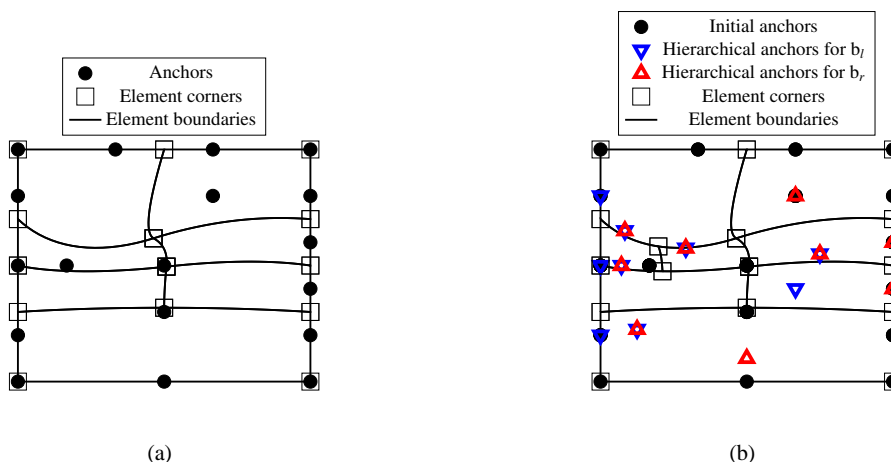 Anchors
Element corners
Element boundaries
Initial anchors
Hierarchical anchors for b_l
Hierarchical anchors for b_r
Element corners
Element boundaries
(a)
(b)